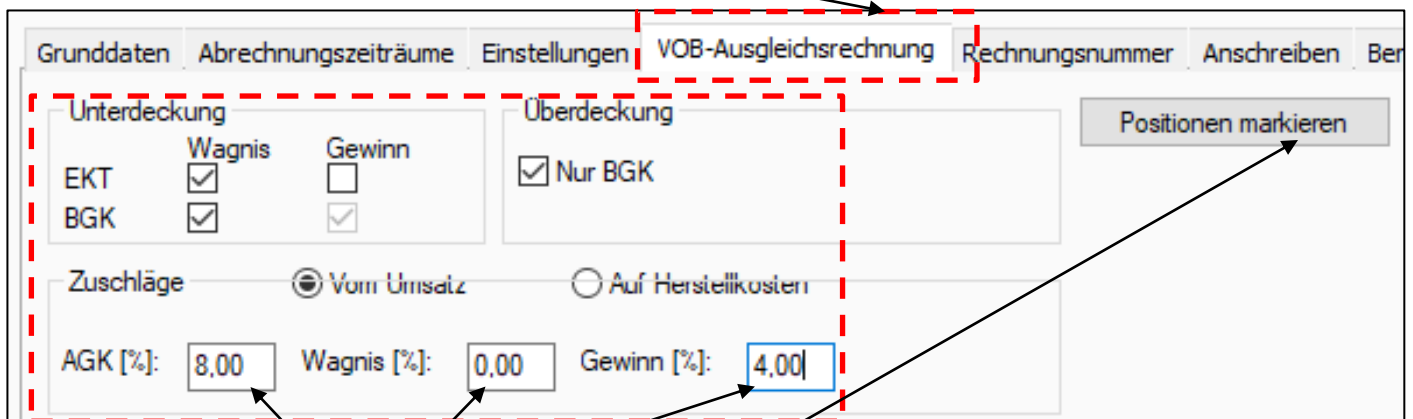 Grunddaten Abrechnungszeiträume Einstellungen VOB-Ausgleichsrechnung Rechnungsnummer Anschreiben Ber
Unterdeckung Überdeckung Positionen markieren
Wagnis Gewinn
EKT Nur BGK
BGK
Zuschläge Vom Umsatz Auf Herstellkosten
AGK [%]: 8,00 Wagnis [%]: 0,00 Gewinn [%]: 4,00